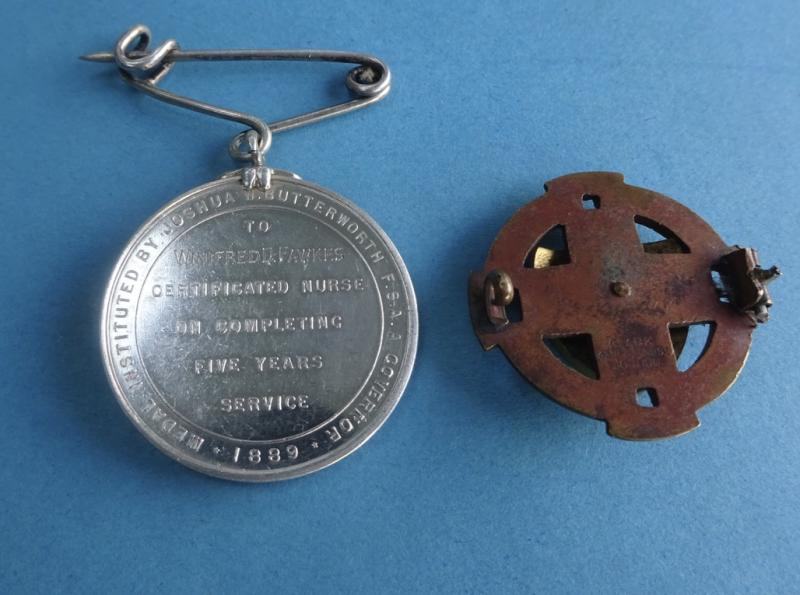 MEDAL INSTITUTED BY JOSHUA W. BUTTERWORTH F.S.A. A GOVERNOR
* 1889 *
TO
WINIFRED D. FAWKES
CERTIFICATED NURSE
ON COMPLETING
FIVE YEARS
SERVICE